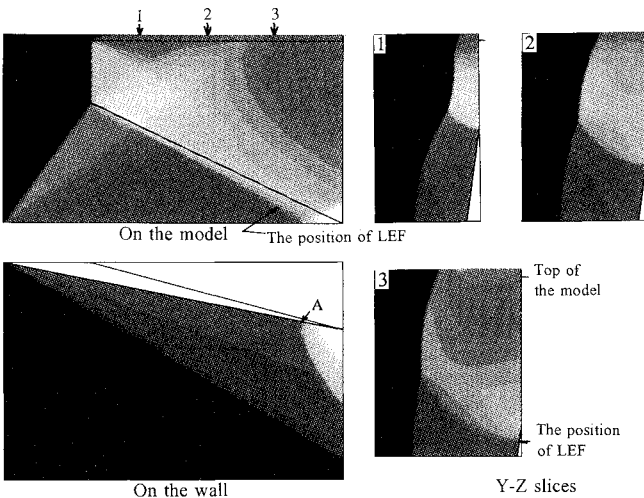 1 2 3
1
2
On the model
The position of LEF
A
3
Top of
the model
The position
of LEF
On the wall
Y-Z slices